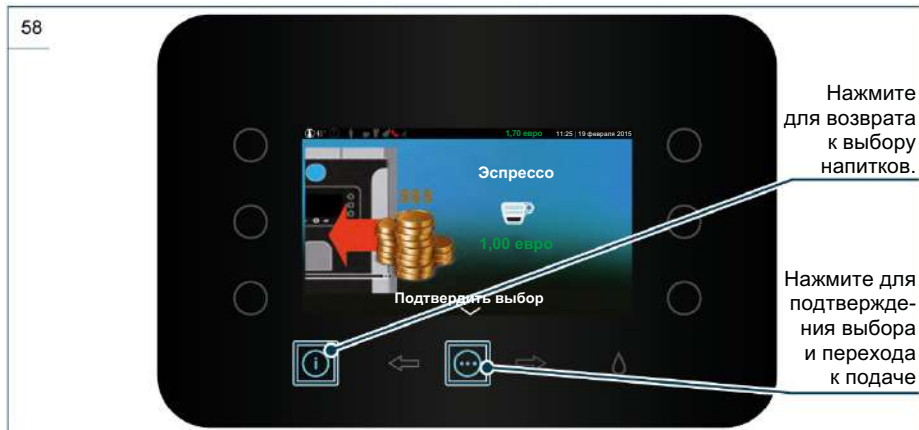 58
1,70 евро 11:25 | 19 февраля 2015
Эспрессо
$$$
1,00 евро
Подтвердить выбор
Нажмите
для возврата
к выбору
напитков.
Нажмите для
подтвержде-
ния выбора
и перехода
к подаче